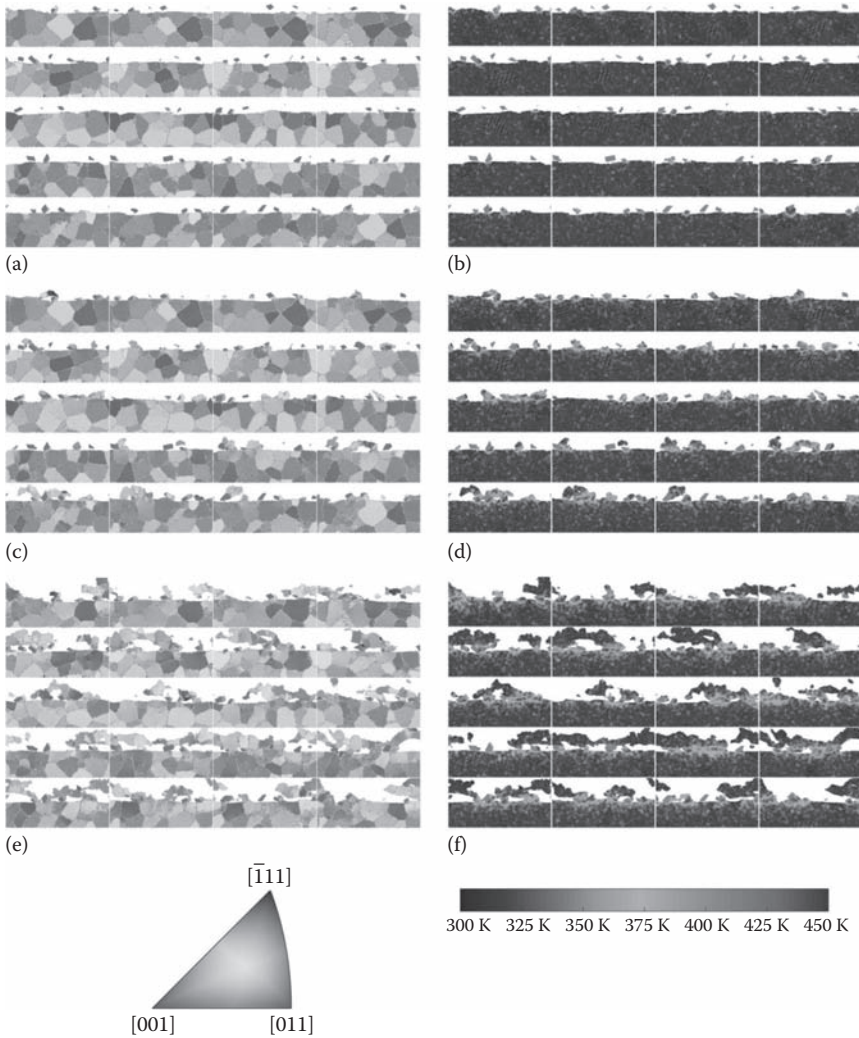 (a)
(b)
(c)
(d)
(e)
(f)
[1̅11]
[001]
[011]
300 K 325 K 350 K 375 K 400 K 425 K 450 K